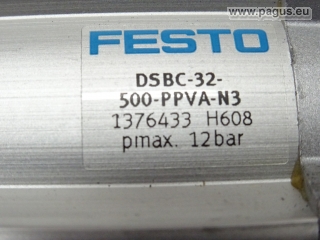 www.pagus.eu
FESTO
DSBC-32-
500-PPVA-N3
1376433 H608
pmax. 12bar